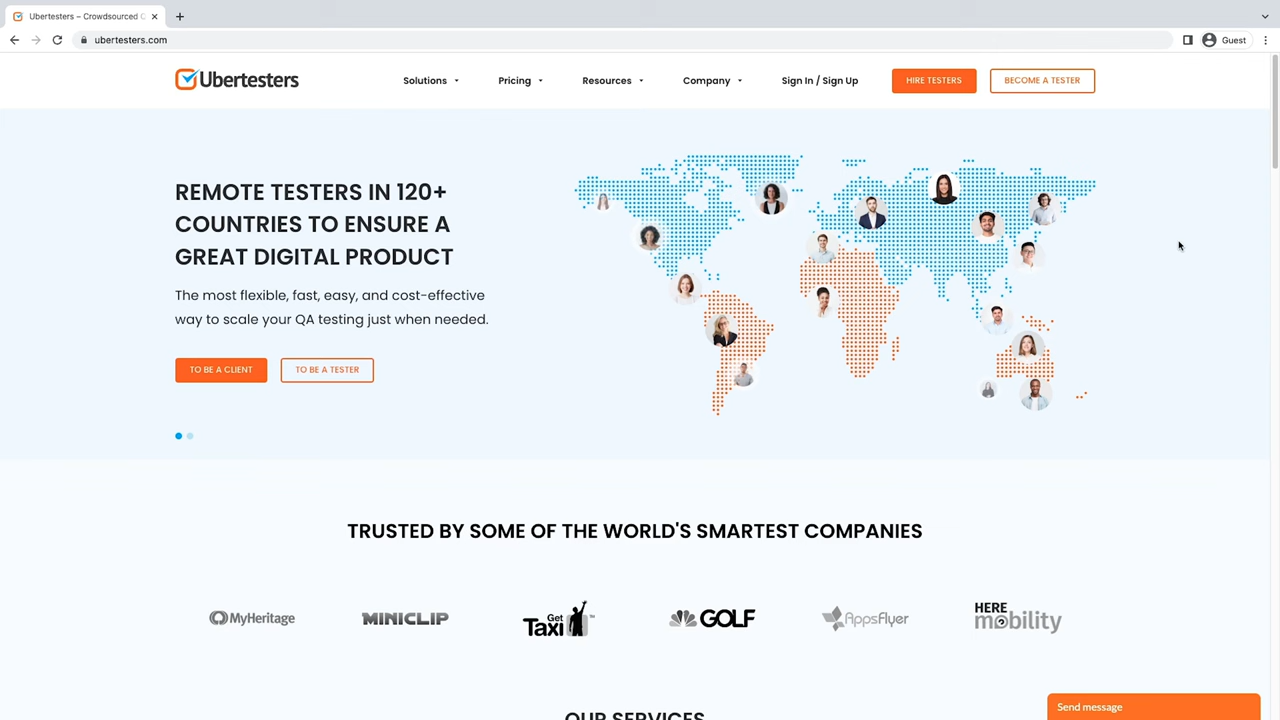 Ubertesters – Crowdsourced
ubertesters.com
Guest
Ubertesters
Solutions
Pricing
Resources
Company
Sign In / Sign Up
HIRE TESTERS
BECOME A TESTER
REMOTE TESTERS IN 120+
COUNTRIES TO ENSURE A
GREAT DIGITAL PRODUCT
The most flexible, fast, easy, and cost-effective
way to scale your QA testing just when needed.
TO BE A CLIENT
TO BE A TESTER
TRUSTED BY SOME OF THE WORLD'S SMARTEST COMPANIES
MyHeritage
MINICLIP
Get
Taxi™
GOLF
AppsFlyer
HERE
mobility
OUR SERVICES
Send message